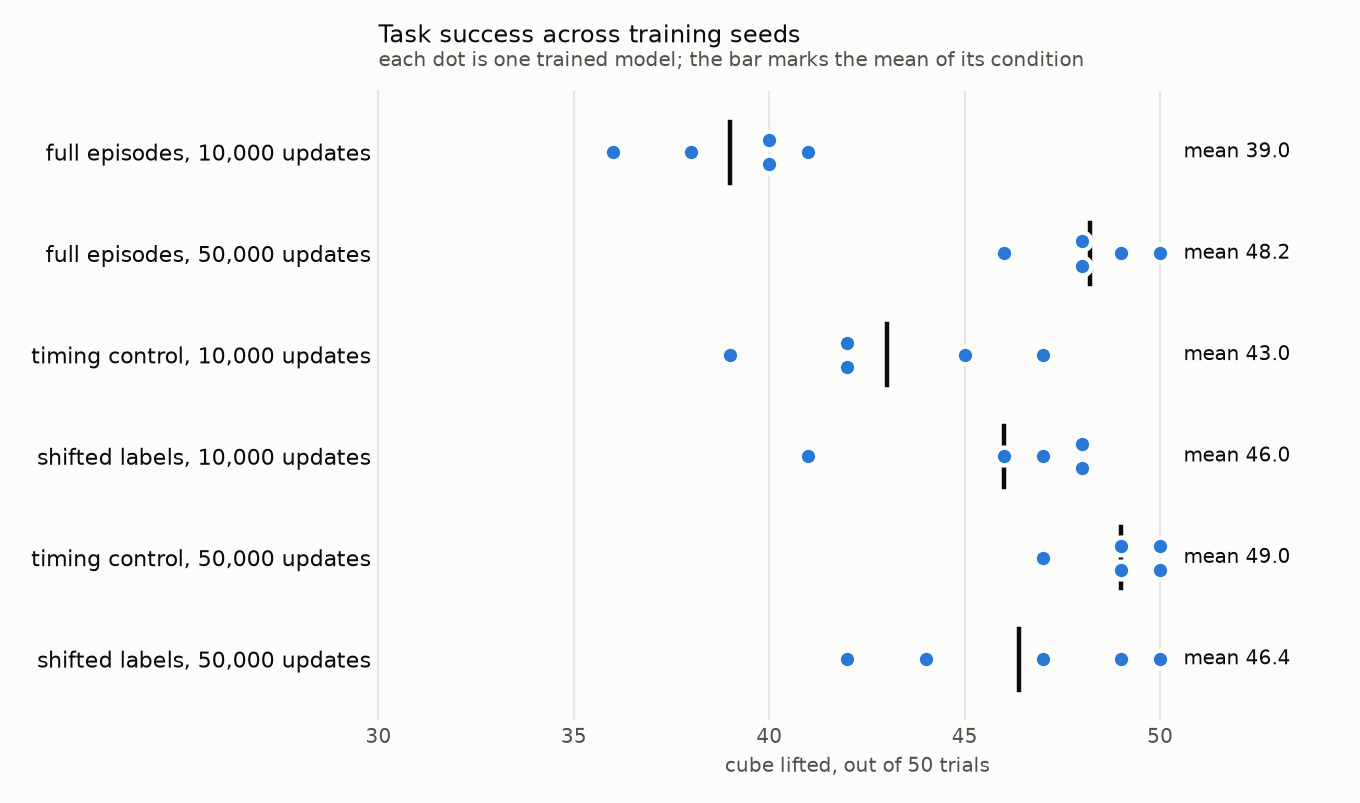 Task success across training seeds
each dot is one trained model; the bar marks the mean of its condition
full episodes, 10,000 updates
mean 39.0
full episodes, 50,000 updates
mean 48.2
timing control, 10,000 updates
mean 43.0
shifted labels, 10,000 updates
mean 46.0
timing control, 50,000 updates
mean 49.0
shifted labels, 50,000 updates
mean 46.4
30 35 40 45 50
cube lifted, out of 50 trials